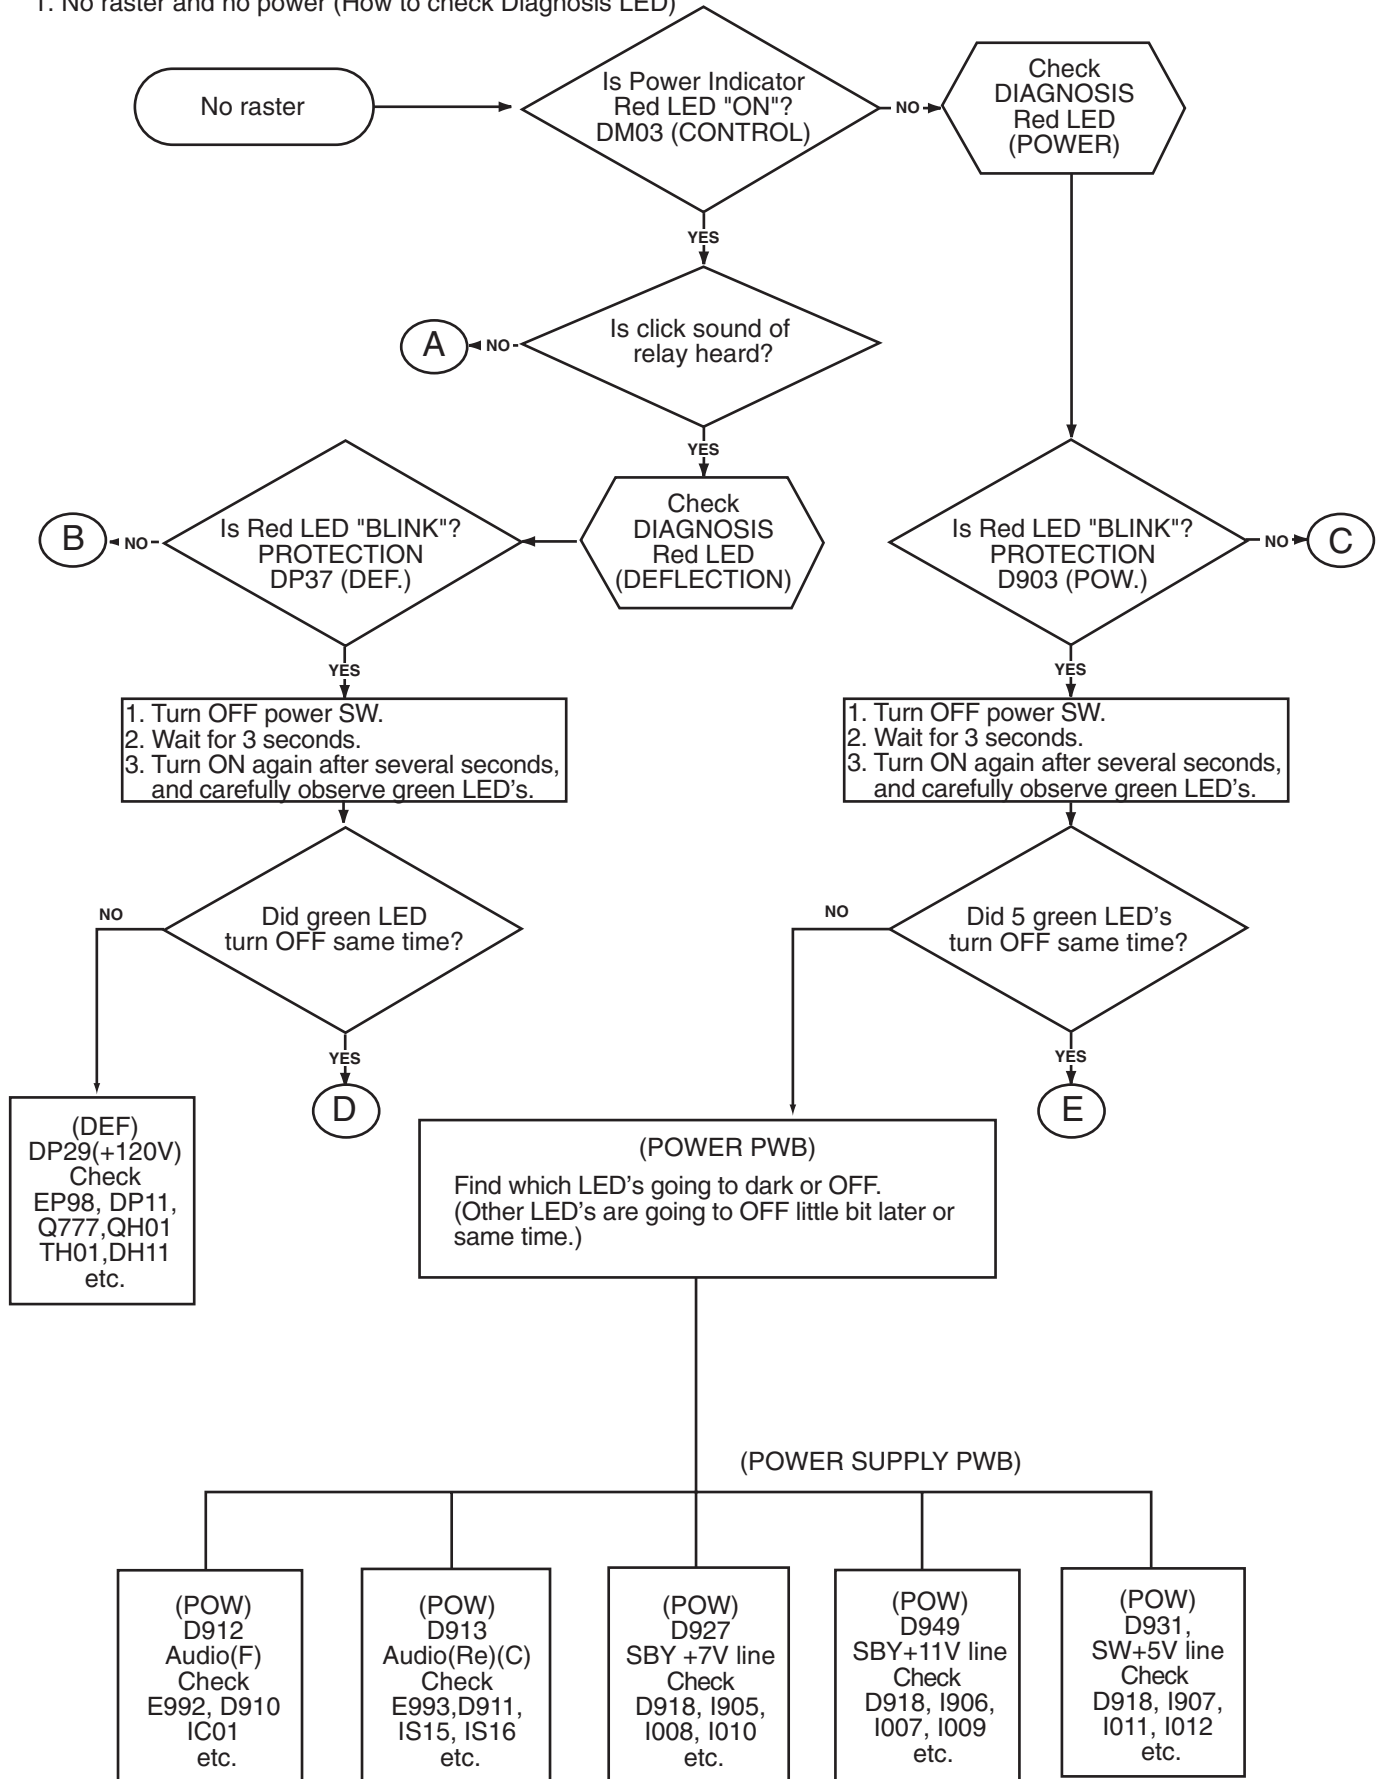 1. No raster and no power (How to check Diagnosis LED)
No raster
Is Power Indicator
Red LED "ON"?
DM03 (CONTROL)
NO
Check
DIAGNOSIS
Red LED
(POWER)
YES
Is click sound of
relay heard?
NO
A
YES
Check
DIAGNOSIS
Red LED
(DEFLECTION)
Is Red LED "BLINK"?
PROTECTION
DP37 (DEF.)
NO
B
Is Red LED "BLINK"?
PROTECTION
D903 (POW.)
NO
C
YES
YES
1. Turn OFF power SW.
2. Wait for 3 seconds.
3. Turn ON again after several seconds,
and carefully observe green LED's.
1. Turn OFF power SW.
2. Wait for 3 seconds.
3. Turn ON again after several seconds,
and carefully observe green LED's.
Did green LED
turn OFF same time?
NO
YES
D
Did 5 green LED's
turn OFF same time?
NO
YES
E
(DEF)
DP29(+120V)
Check
EP98, DP11,
Q777,QH01
TH01,DH11
etc.
(POWER PWB)
Find which LED's going to dark or OFF.
(Other LED's are going to OFF little bit later or
same time.)
(POWER SUPPLY PWB)
(POW)
D912
Audio(F)
Check
E992, D910
IC01
etc.
(POW)
D913
Audio(Re)(C)
Check
E993,D911,
IS15, IS16
etc.
(POW)
D927
SBY +7V line
Check
D918, I905,
I008, I010
etc.
(POW)
D949
SBY+11V line
Check
D918, I906,
I007, I009
etc.
(POW)
D931,
SW+5V line
Check
D918, I907,
I011, I012
etc.